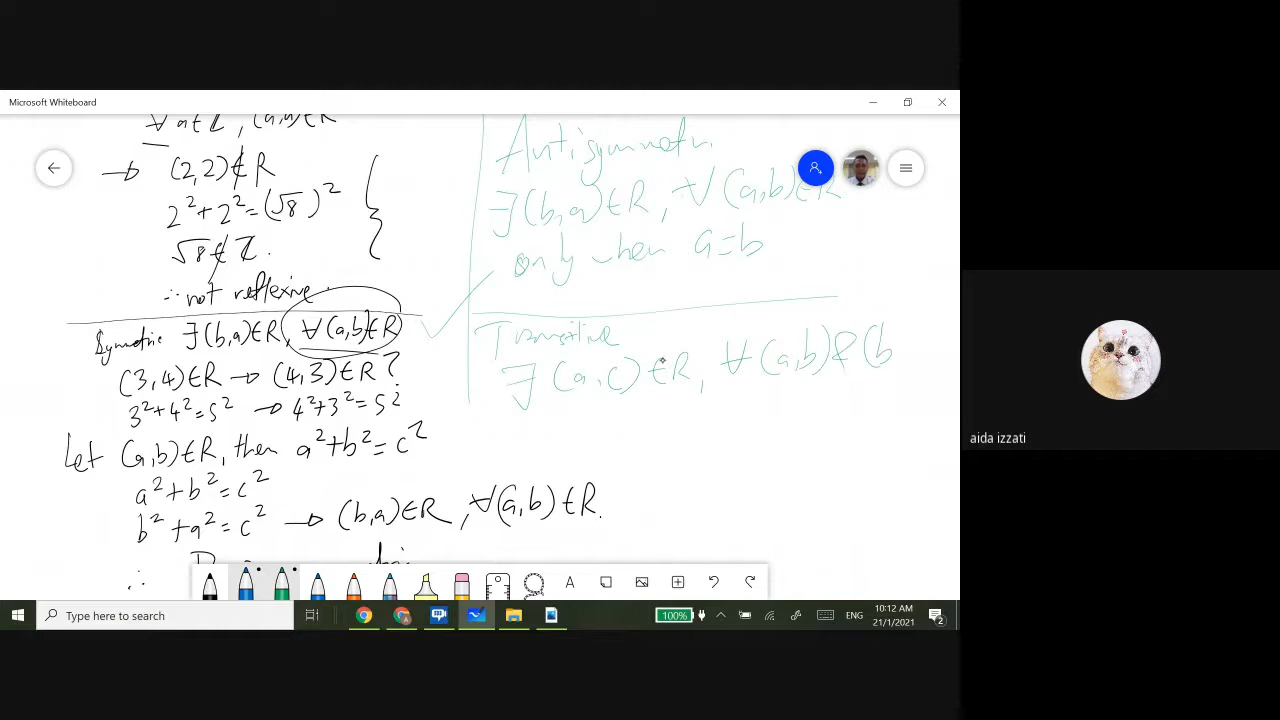 Microsoft Whiteboard
∀ a∈ℤ, (a,a)∈R
→ (2,2)∉R
2²+2²=(√8)²
√8∉ℤ.
∴ not reflexive.
Symmetric ∃(b,a)∈R, ∀(a,b)∈R
(3,4)∈R → (4,3)∈R?
3²+4²=5² → 4²+3²=5²
Let (a,b)∈R, then a²+b²=c²
a²+b²=c²
b²+a²=c² → (b,a)∈R, ∀(a,b)∈R.
∴
Antisymmetric
∃(b,a)∈R, ∀(a,b)∈R
only when a=b
Transitive
∃(a,c)∈R, ∀(a,b)&(b
A
Type here to search
100%
ENG
10:12 AM
21/1/2021
2
aida izzati